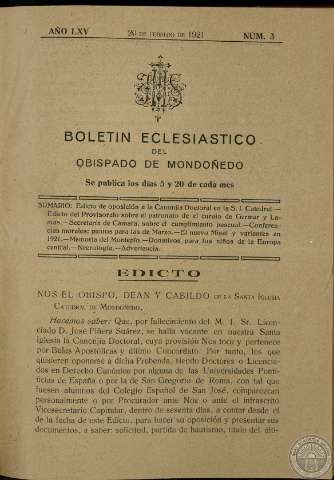 AÑO LXV 20 DE FEBRERO DE 1921 NÚM. 3
BOLETIN ECLESIASTICO
DEL
OBISPADO DE MONDOÑEDO
Se publica los días 5 y 20 de cada mes
SUMARIO: Edicto de oposición a la Canonjía Doctoral en la S. I. Catedral.—
Edicto del Provisorato sobre el patronato de el curato de Germar y La-
mas.—Secretaría de Cámara, sobre el cumplimiento pascual.—Conferen-
cias morales: puntos para las de Marzo.—El nuevo Misal y variantes en
1921.—Memoria del Montepío.—Donativos para los niños de la Europa
central.—Necrología.—Advertencia.
EDICTO
NOS EL OBISPO, DEAN Y CABILDO DE LA SANTA IGLESIA
CATEDRAL DE MONDOÑEDO,
Hacemos saber: Que, por fallecimiento del M. I. Sr. Licen-
ciado D. José Piñera Suárez, se halla vacante en nuestra Santa
Iglesia la Canonjía Doctoral, cuya provisión Nos toca y pertenece
por Bulas Apostólicas y último Concordato. Por tanto, los que
quisieren oponerse a dicha Prebenda, siendo Doctores o Licencia-
dos en Derecho Canónico por alguna de las Universidades Ponti-
ficias de España o por la de San Gregorio de Roma, con tal que
fuesen alumnos del Colegio Español de San José, comparezcan
personalmente o por Procurador ante Nos o ante el infrascrito
Vicesecretario Capitular, dentro de sesenta días, a contar desde el
de la fecha de este Edicto, para hacer su oposición y presentar sus
documentos, a saber: solicitud, partida de bautismo, título del últi-